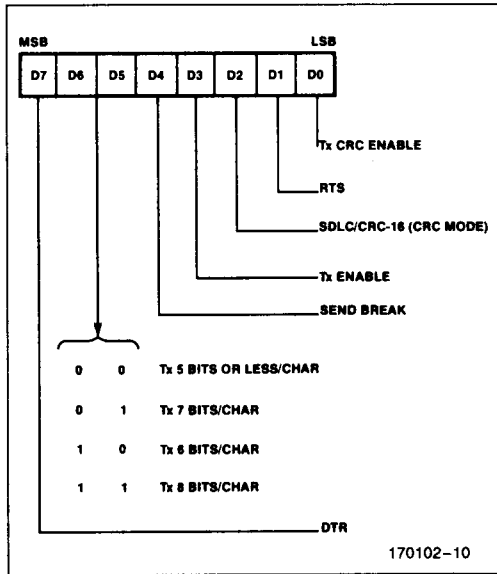 MSB LSB
D7 D6 D5 D4 D3 D2 D1 D0
Tx CRC ENABLE
RTS
SDLC/CRC-16 (CRC MODE)
Tx ENABLE
SEND BREAK
0 0 Tx 5 BITS OR LESS/CHAR
0 1 Tx 7 BITS/CHAR
1 0 Tx 6 BITS/CHAR
1 1 Tx 8 BITS/CHAR
DTR
170102-10